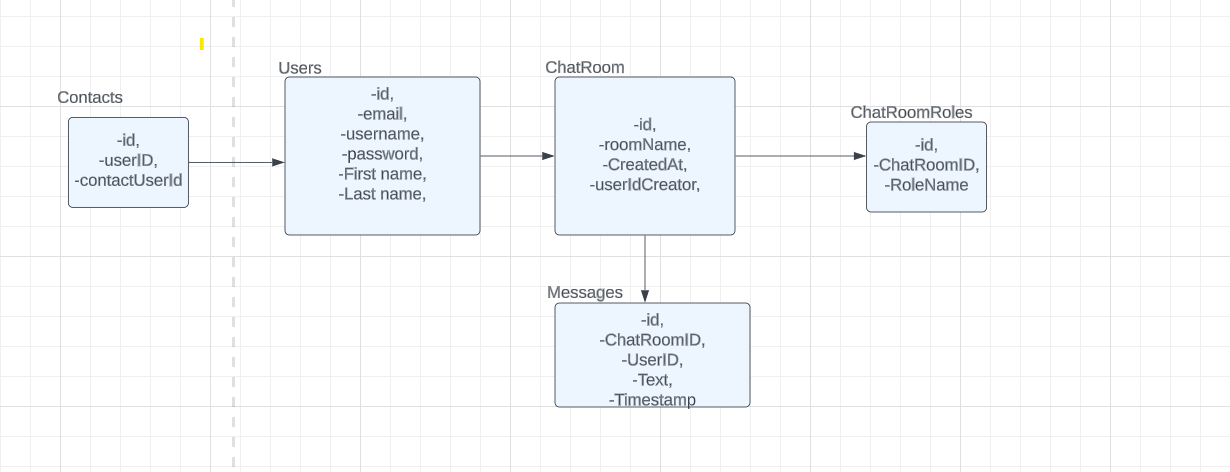 Contacts
-id,
-userID,
-contactUserId
Users
-id,
-email,
-username,
-password,
-First name,
-Last name,
ChatRoom
-id,
-roomName,
-CreatedAt,
-userIdCreator,
ChatRoomRoles
-id,
-ChatRoomID,
-RoleName
Messages
-id,
-ChatRoomID,
-UserID,
-Text,
-Timestamp